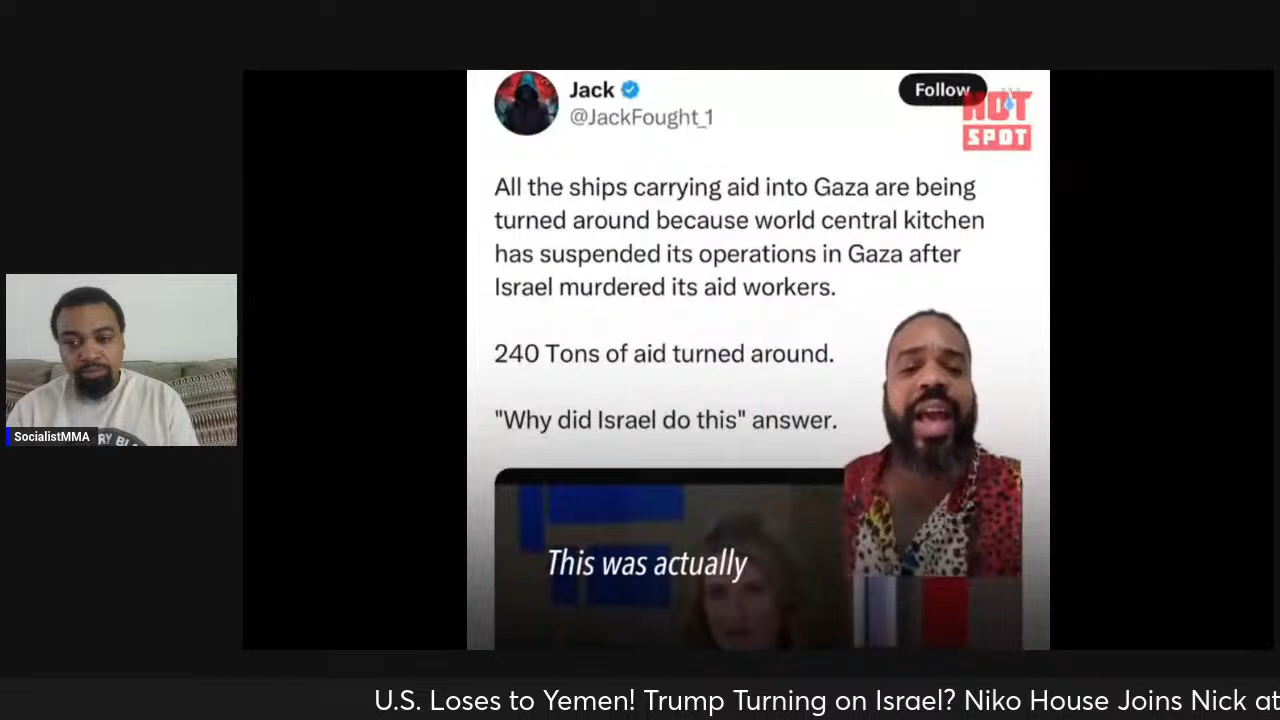 Jack
@JackFought_1
Follow
HOT
SPOT
All the ships carrying aid into Gaza are being
turned around because world central kitchen
has suspended its operations in Gaza after
Israel murdered its aid workers.
240 Tons of aid turned around.
"Why did Israel do this" answer.
This was actually
RY BL
SocialistMMA
U.S. Loses to Yemen! Trump Turning on Israel? Niko House Joins Nick at